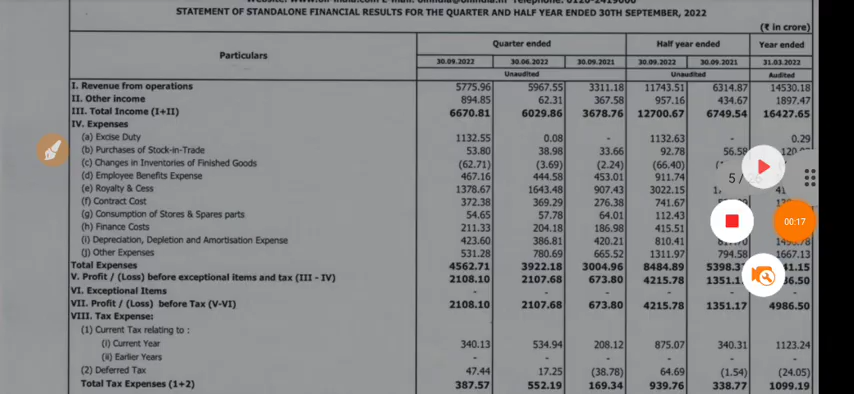 STATEMENT OF STANDALONE FINANCIAL RESULTS FOR THE QUARTER AND HALF YEAR ENDED 30TH SEPTEMBER, 2022
(₹ in crore)
Particulars Quarter ended Half year ended Year ended
30.09.2022 30.06.2022 30.09.2021 30.09.2022 30.09.2021 31.03.2022
Unaudited Unaudited Audited
I. Revenue from operations 5775.96 5967.55 3311.18 11743.51 6314.87 14530.18
II. Other income 894.85 62.31 367.58 957.16 434.67 1897.47
III. Total Income (I+II) 6670.81 6029.86 3678.76 12700.67 6749.54 16427.65
IV. Expenses
(a) Excise Duty 1132.55 0.08 - 1132.63 - 0.29
(b) Purchases of Stock-in-Trade 53.80 38.98 33.66 92.78 56.58
(c) Changes in Inventories of Finished Goods (62.71) (3.69) (2.24) (66.40)
(d) Employee Benefits Expense 467.16 444.58 453.01 911.74
5 / 26
(e) Royalty & Cess 1378.67 1643.48 907.43 3022.15
(f) Contract Cost 372.38 369.29 276.38 741.67
(g) Consumption of Stores & Spares parts 54.65 57.78 64.01 112.43
00:17
(h) Finance Costs 211.33 204.18 186.98 415.51
(i) Depreciation, Depletion and Amortisation Expense 423.60 386.81 420.21 810.41
(j) Other Expenses 531.28 780.69 665.52 1311.97 794.58 1667.13
Total Expenses 4562.71 3922.18 3004.96 8484.89
V. Profit / (Loss) before exceptional items and tax (III - IV) 2108.10 2107.68 673.80 4215.78
VI. Exceptional Items - - - - - -
VII. Profit / (Loss) before Tax (V-VI) 2108.10 2107.68 673.80 4215.78 1351.17 4986.50
VIII. Tax Expense:
(1) Current Tax relating to :
(i) Current Year 340.13 534.94 208.12 875.07 340.31 1123.24
(ii) Earlier Years - - - - - -
(2) Deferred Tax 47.44 17.25 (38.78) 64.69 (1.54) (24.05)
Total Tax Expenses (1+2) 387.57 552.19 169.34 939.76 338.77 1099.19